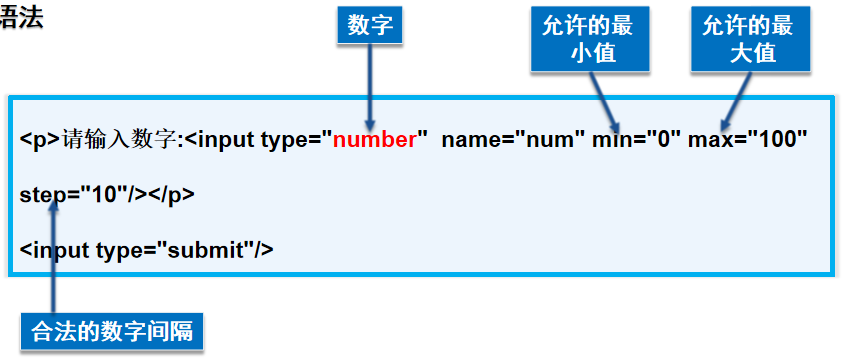 语法
数字
允许的最
小值
允许的最
大值
<p>请输入数字:<input type="number"  name="num" min="0" max="100"
step="10"/></p>
<input type="submit"/>
合法的数字间隔